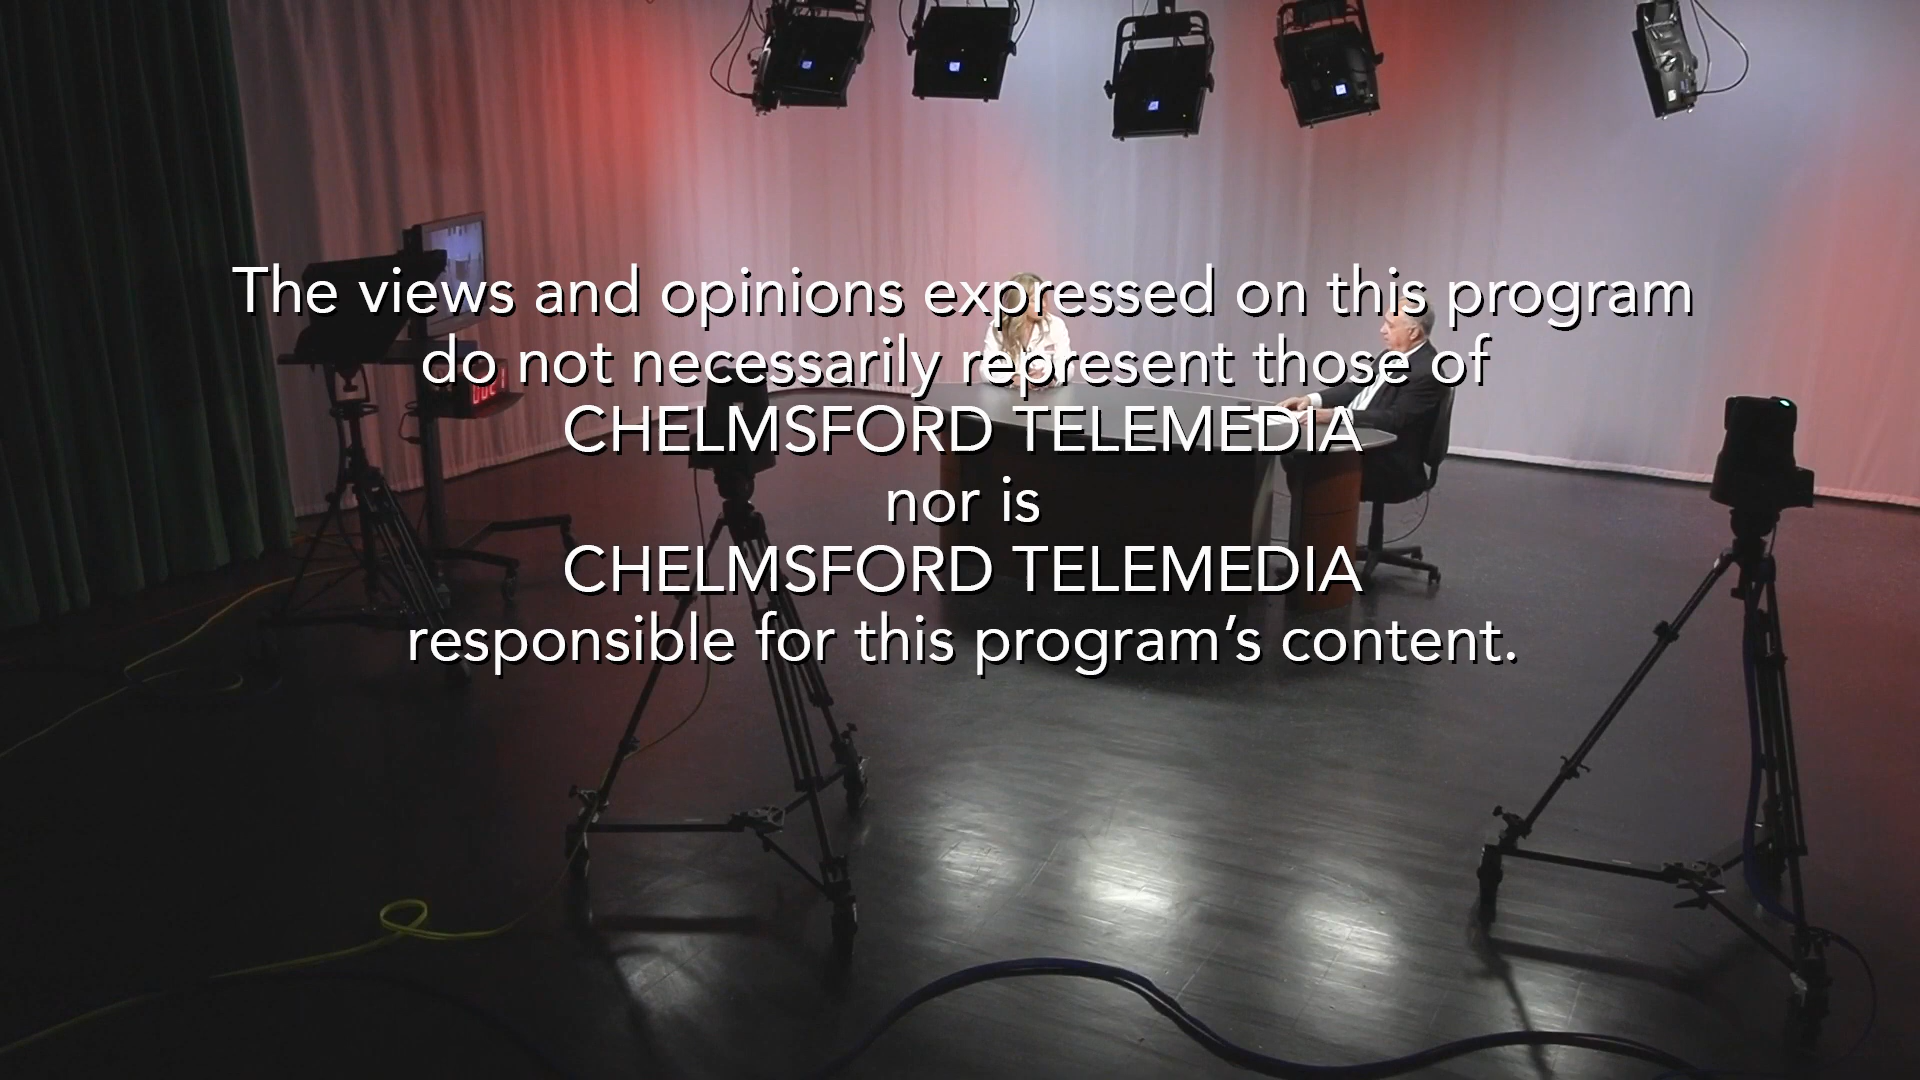 The views and opinions expressed on this program
do not necessarily represent those of
CHELMSFORD TELEMEDIA
nor is
CHELMSFORD TELEMEDIA
responsible for this program’s content.